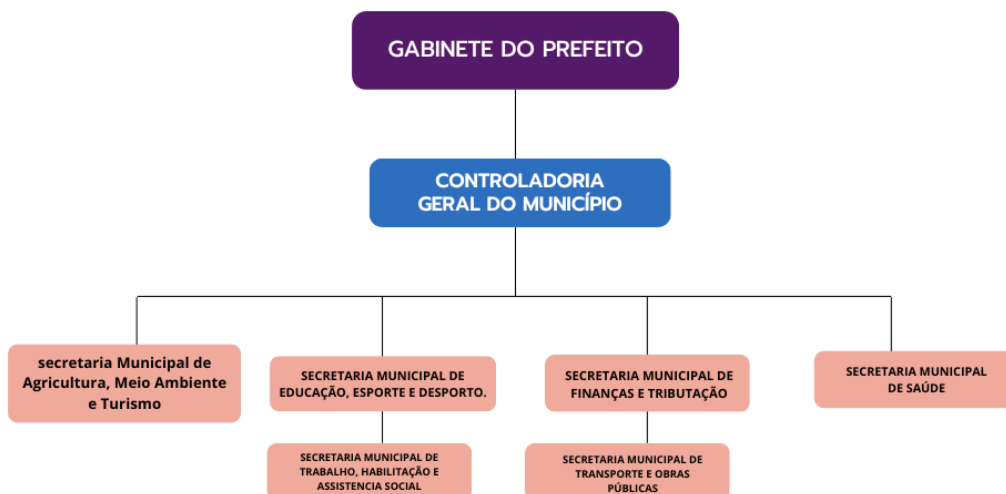 GABINETE DO PREFEITO
CONTROLADORIA
GERAL DO MUNICÍPIO
secretaria Municipal de
Agricultura, Meio Ambiente
e Turismo
SECRETARIA MUNICIPAL DE
EDUCAÇÃO, ESPORTE E DESPORTO.
SECRETARIA MUNICIPAL DE
FINANÇAS E TRIBUTAÇÃO
SECRETARIA MUNICIPAL
DE SAÚDE
SECRETARIA MUNICIPAL DE
TRABALHO, HABILITAÇÃO E
ASSISTENCIA SOCIAL
SECRETARIA MUNICIPAL DE
TRANSPORTE E OBRAS
PÚBLICAS